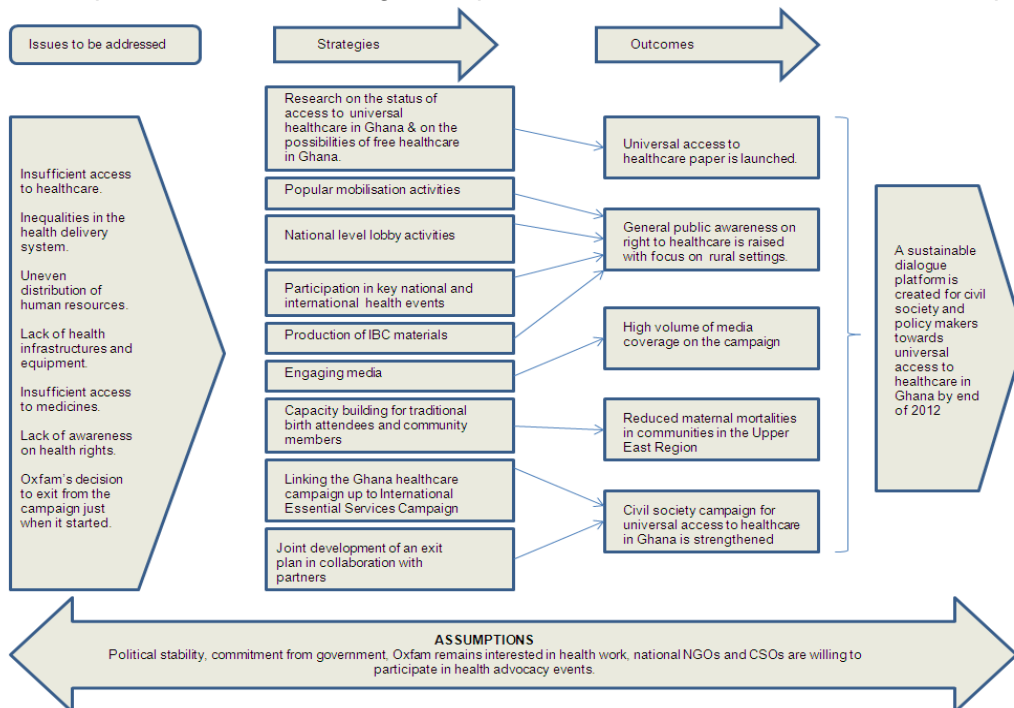 Issues to be addressed
Strategies
Outcomes
Insufficient access
to healthcare.
Inequalities in the
health delivery
system.
Uneven
distribution of
human resources.
Lack of health
infrastructures and
equipment.
Insufficient access
to medicines.
Lack of awareness
on health rights.
Oxfam's decision
to exit from the
campaign just
when it started.
Research on the status of
access to universal
healthcare in Ghana & on the
possibilities of free healthcare
in Ghana.
Popular mobilisation activities
National level lobby activities
Participation in key national and
international health events
Production of IBC materials
Engaging media
Capacity building for traditional
birth attendees and community
members
Linking the Ghana healthcare
campaign up to International
Essential Services Campaign
Joint development of an exit
plan in collaboration with
partners
Universal access to
healthcare paper is launched.
General public awareness on
right to healthcare is raised
with focus on rural settings.
High volume of media
coverage on the campaign
Reduced maternal mortalities
in communities in the Upper
East Region
Civil society campaign for
universal access to healthcare
in Ghana is strengthened
A sustainable
dialogue
platform is
created for civil
society and
policy makers
towards
universal
access to
healthcare in
Ghana by end
of 2012
ASSUMPTIONS
Political stability, commitment from government, Oxfam remains interested in health work, national NGOs and CSOs are willing to
participate in health advocacy events.